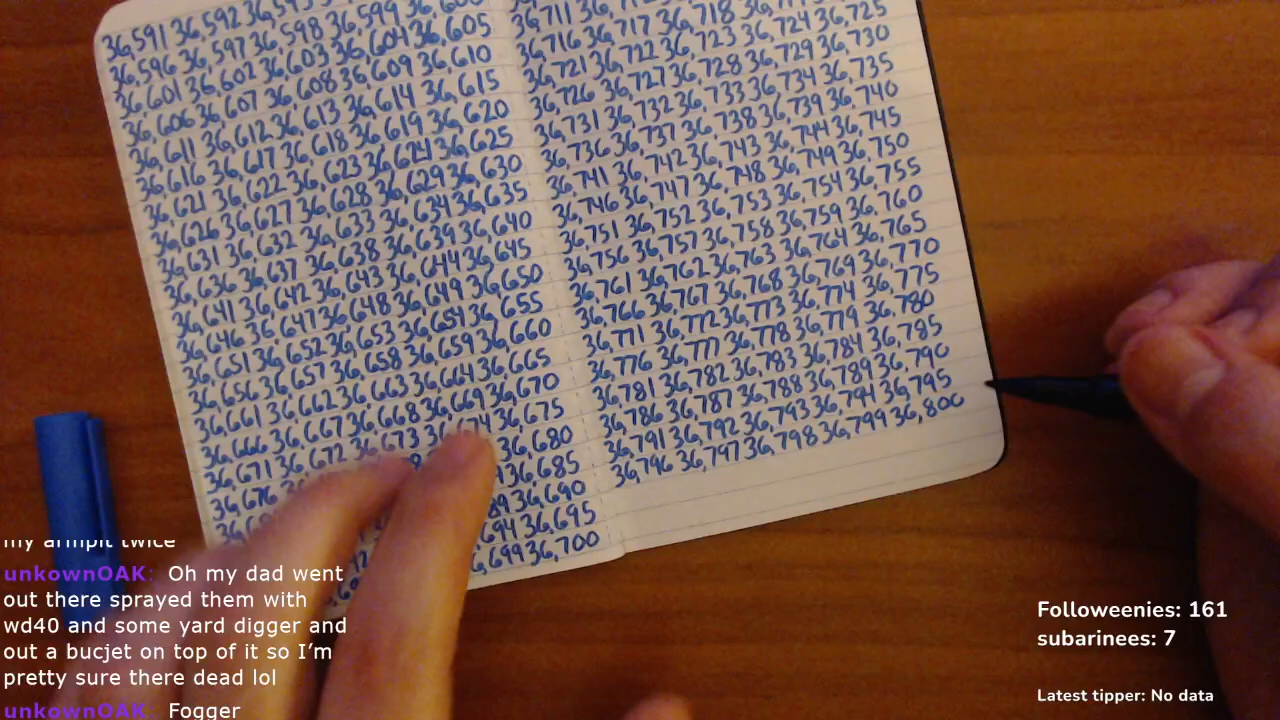 36,591 36,592 36,593
36,596 36,597 36,598 36,599 36,600
36,601 36,602 36,603 36,604 36,605
36,606 36,607 36,608 36,609 36,610
36,611 36,612 36,613 36,614 36,615
36,616 36,617 36,618 36,619 36,620
36,621 36,622 36,623 36,624 36,625
36,626 36,627 36,628 36,629 36,630
36,631 36,632 36,633 36,634 36,635
36,636 36,637 36,638 36,639 36,640
36,641 36,642 36,643 36,644 36,645
36,646 36,647 36,648 36,649 36,650
36,651 36,652 36,653 36,654 36,655
36,656 36,657 36,658 36,659 36,660
36,661 36,662 36,663 36,664 36,665
36,666 36,667 36,668 36,669 36,670
36,671 36,672 36,673 36,674 36,675
36,676 36,680
36,685
36,690
36,695
36,699 36,700
36,711
36,716 36,717 36,718
36,721 36,722 36,723 36,724 36,725
36,726 36,727 36,728 36,729 36,730
36,731 36,732 36,733 36,734 36,735
36,736 36,737 36,738 36,739 36,740
36,741 36,742 36,743 36,744 36,745
36,746 36,747 36,748 36,749 36,750
36,751 36,752 36,753 36,754 36,755
36,756 36,757 36,758 36,759 36,760
36,761 36,762 36,763 36,764 36,765
36,766 36,767 36,768 36,769 36,770
36,771 36,772 36,773 36,774 36,775
36,776 36,777 36,778 36,779 36,780
36,781 36,782 36,783 36,784 36,785
36,786 36,787 36,788 36,789 36,790
36,791 36,792 36,793 36,794 36,795
36,796 36,797 36,798 36,799 36,800
my armpit twice
unkownOAK: Oh my dad went
out there sprayed them with
wd40 and some yard digger and
out a bucjet on top of it so I'm
pretty sure there dead lol
unkownOAK: Fogger
Followeenies: 161
subarinees: 7
Latest tipper: No data